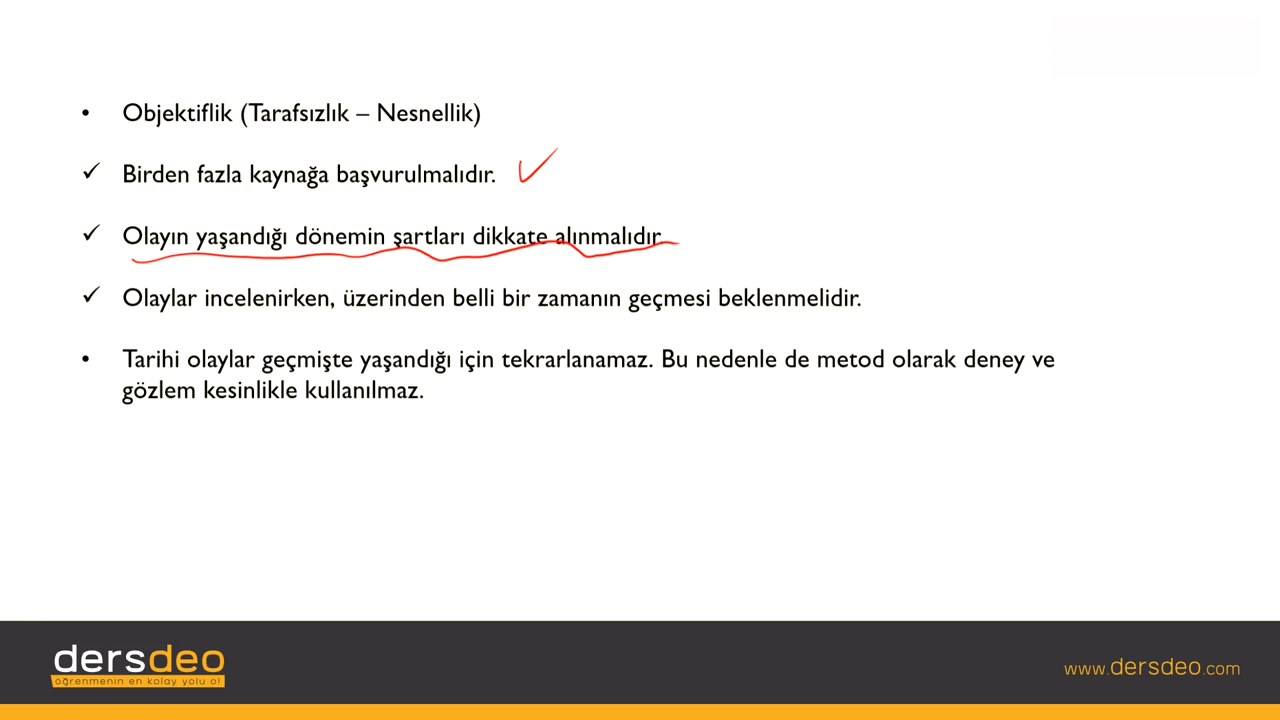 • Objektiflik (Tarafsızlık – Nesnellik)
✓ Birden fazla kaynağa başvurulmalıdır.
✓ Olayın yaşandığı dönemin şartları dikkate alınmalıdır.
✓ Olaylar incelenirken, üzerinden belli bir zamanın geçmesi beklenmelidir.
• Tarihi olaylar geçmişte yaşandığı için tekrarlanamaz. Bu nedenle de metod olarak deney ve
gözlem kesinlikle kullanılmaz.
dersdeo
öğrenmenin en kolay yolu o!
www.dersdeo.com